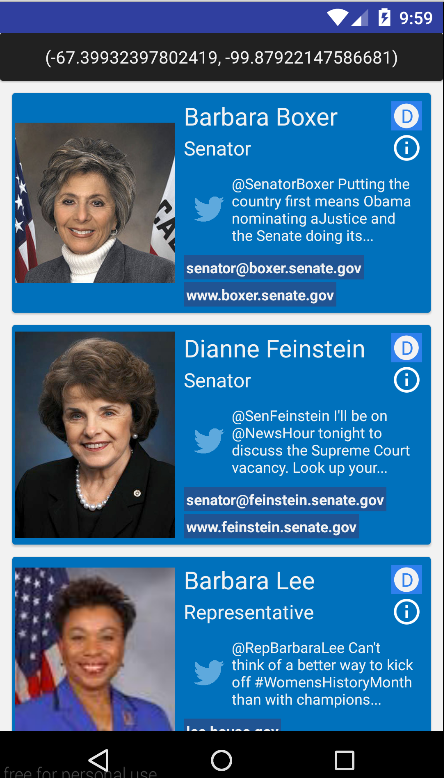 9:59
(-67.39932397802419, -99.87922147586681)
Barbara Boxer
D
Senator
@SenatorBoxer Putting the
country first means Obama
nominating aJustice and
the Senate doing its...
senator@boxer.senate.gov
www.boxer.senate.gov
Dianne Feinstein
D
Senator
@SenFeinstein I'll be on
@NewsHour tonight to
discuss the Supreme Court
vacancy. Look up your...
senator@feinstein.senate.gov
www.feinstein.senate.gov
Barbara Lee
D
Representative
@RepBarbaraLee Can't
think of a better way to kick
off #WomensHistoryMonth
than with champions...
lee.house.gov
free for personal use